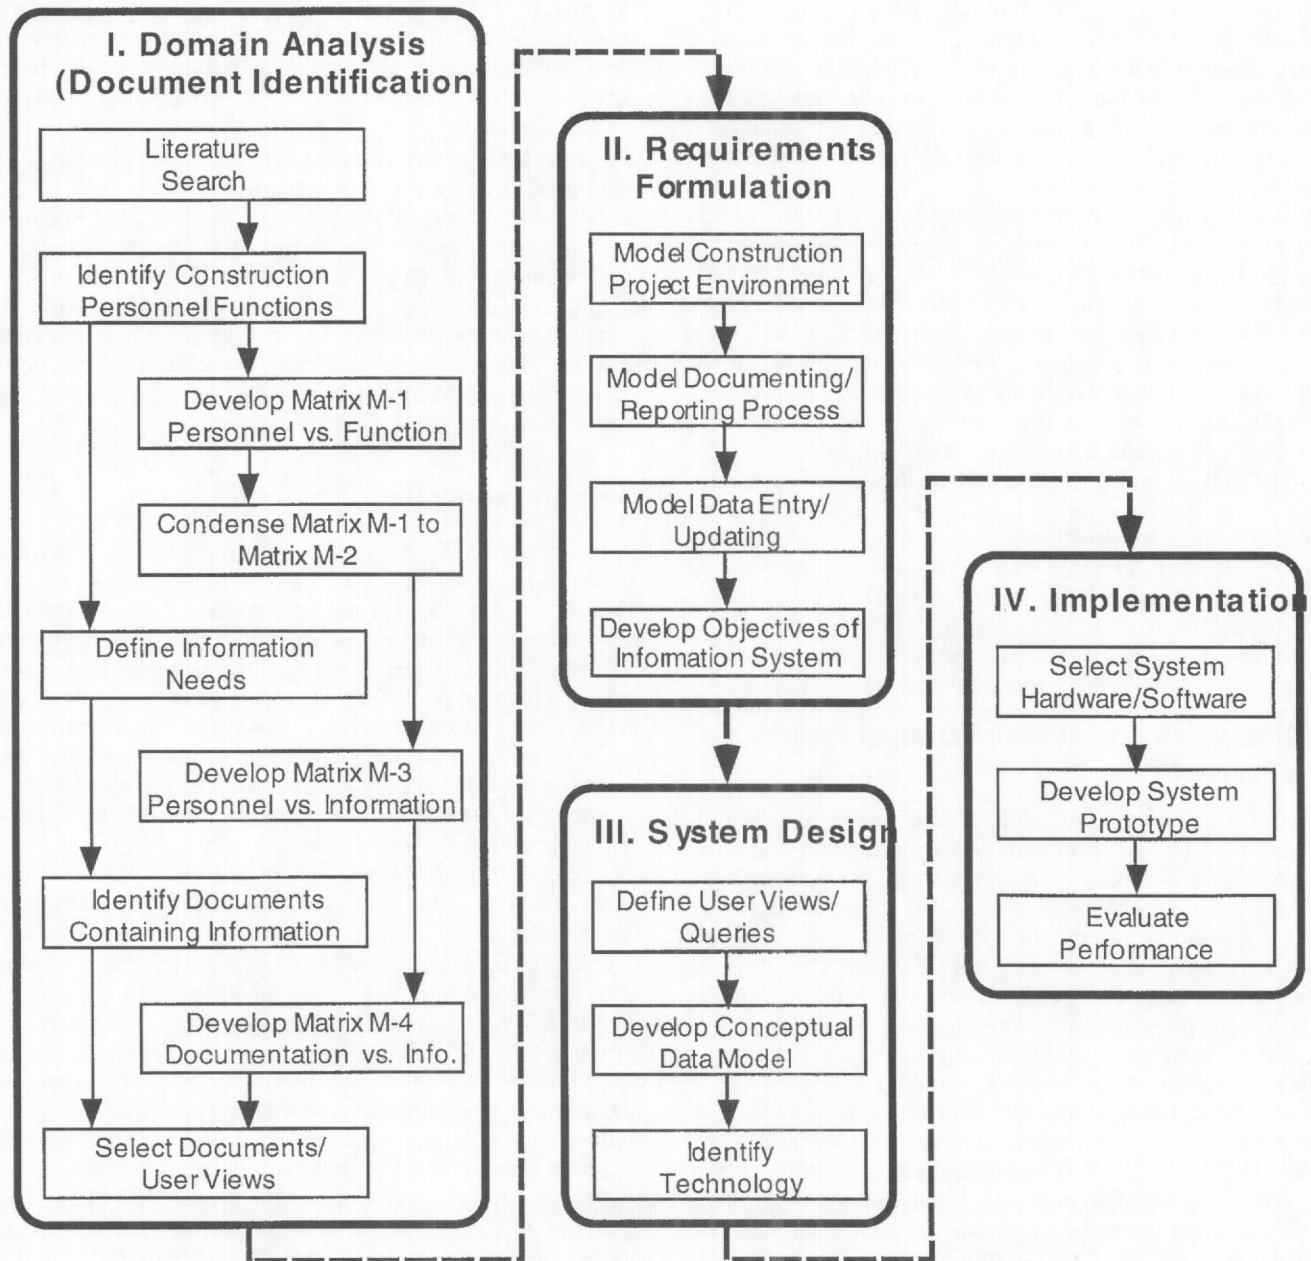 I. Domain Analysis
(Document Identification
Literature
Search
Identify Construction
Personnel Functions
Develop Matrix M-1
Personnel vs. Function
Condense Matrix M-1 to
Matrix M-2
Define Information
Needs
Develop Matrix M-3
Personnel vs. Information
Identify Documents
Containing Information
Develop Matrix M-4
Documentation vs. Info.
Select Documents/
User Views
II. Requirements
Formulation
Model Construction
Project Environment
Model Documenting/
Reporting Process
Model Data Entry/
Updating
Develop Objectives of
Information System
III. System Design
Define User Views/
Queries
Develop Conceptual
Data Model
Identify
Technology
IV. Implementation
Select System
Hardware/Software
Develop System
Prototype
Evaluate
Performance